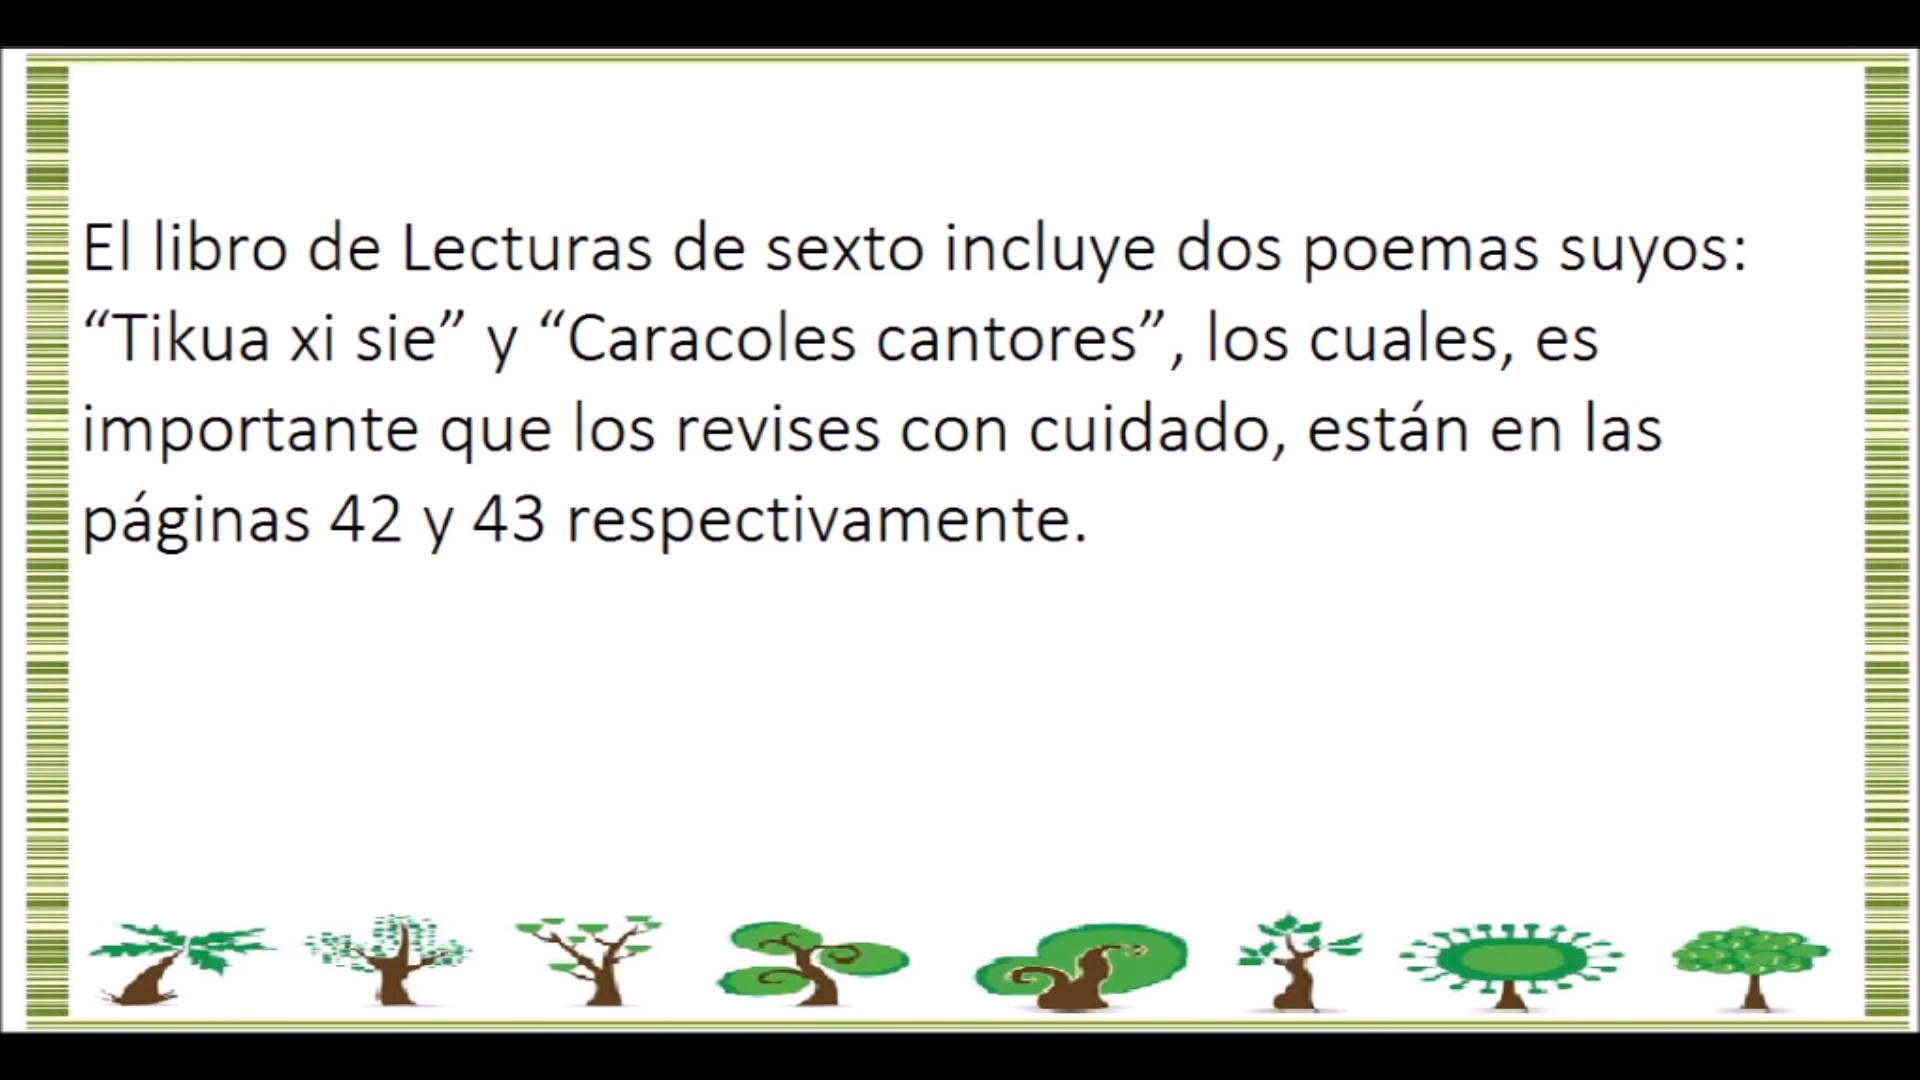 El libro de Lecturas de sexto incluye dos poemas suyos:
“Tikua xi sie” y “Caracoles cantores”, los cuales, es
importante que los revises con cuidado, están en las
páginas 42 y 43 respectivamente.